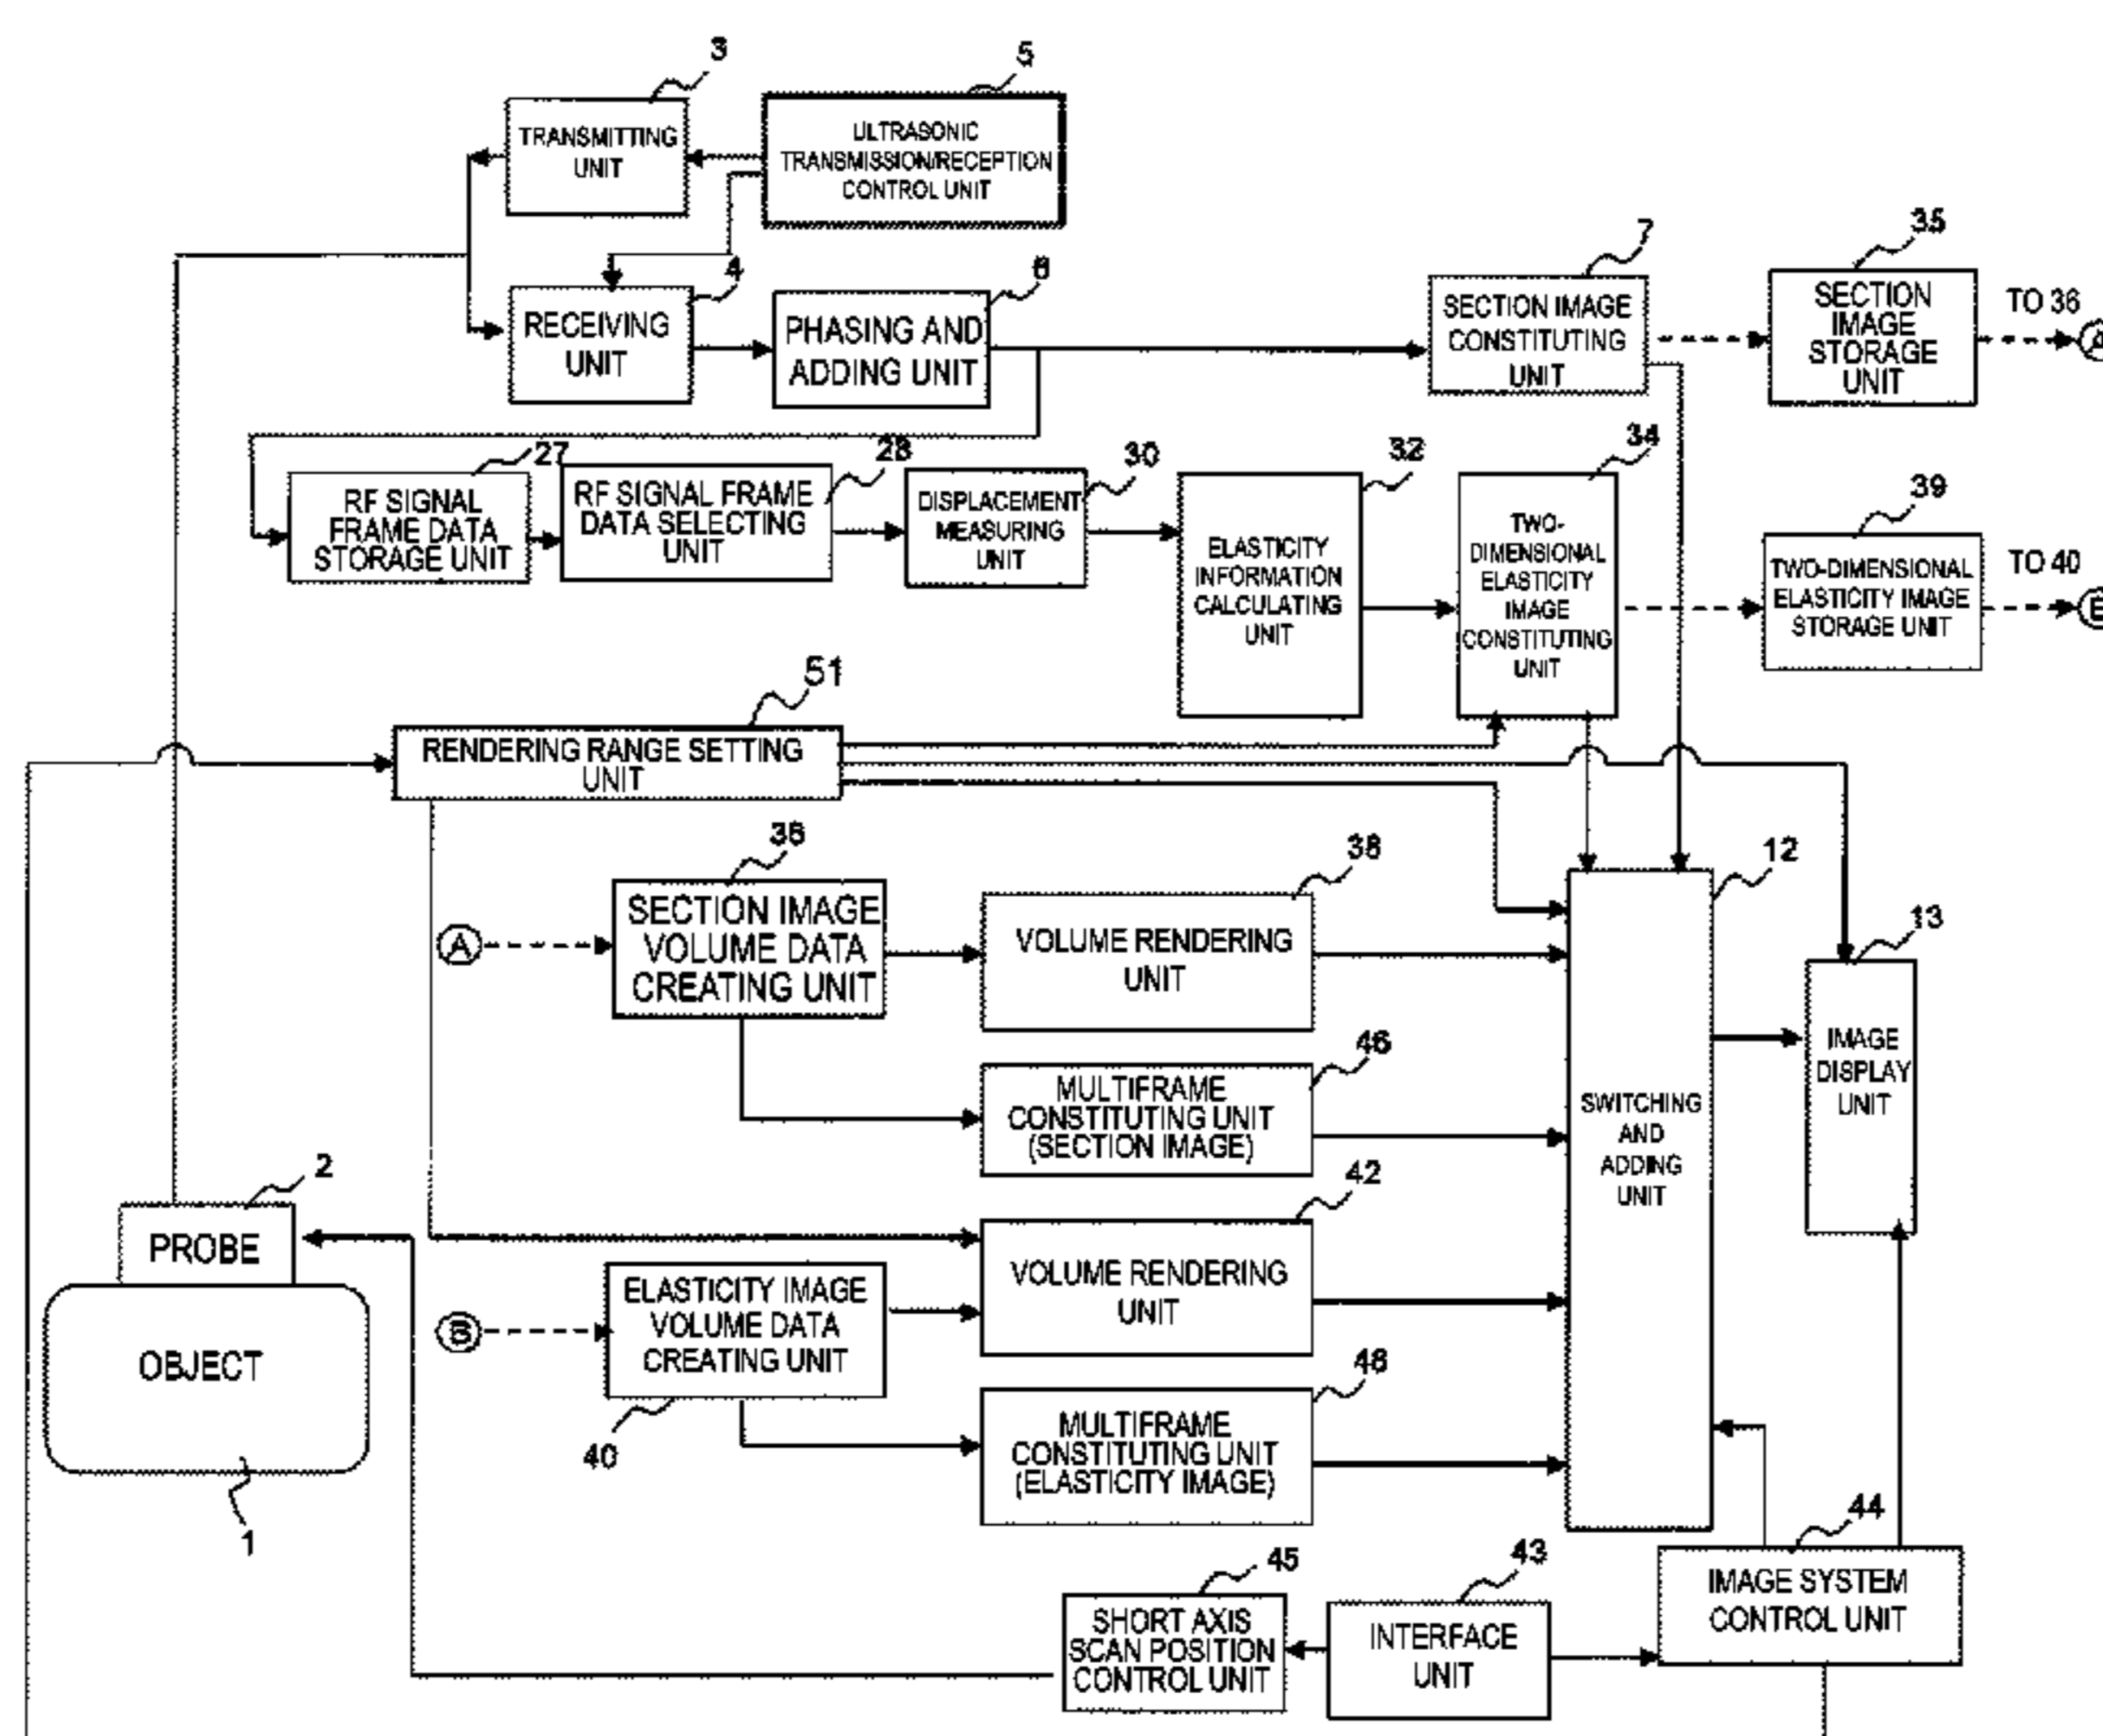 3
5
TRANSMITTING
UNIT
ULTRASONIC
TRANSMISSION/RECEPTION
CONTROL UNIT
4
6
RECEIVING
UNIT
PHASING AND
ADDING UNIT
7
SECTION IMAGE
CONSTITUTING
UNIT
35
SECTION
IMAGE
STORAGE
UNIT
TO 36
A
27
RF SIGNAL
FRAME DATA
STORAGE UNIT
28
RF SIGNAL FRAME
DATA SELECTING
UNIT
30
DISPLACEMENT
MEASURING
UNIT
32
ELASTICITY
INFORMATION
CALCULATING
UNIT
34
TWO-
DIMENSIONAL
ELASTICITY
IMAGE
CONSTITUTING
UNIT
39
TWO-DIMENSIONAL
ELASTICITY IMAGE
STORAGE UNIT
TO 40
B
51
RENDERING RANGE SETTING
UNIT
36
A
SECTION IMAGE
VOLUME DATA
CREATING UNIT
38
VOLUME RENDERING
UNIT
12
SWITCHING
AND
ADDING
UNIT
13
IMAGE
DISPLAY
UNIT
46
MULTIFRAME
CONSTITUTING UNIT
(SECTION IMAGE)
2
PROBE
OBJECT
1
42
VOLUME RENDERING
UNIT
B
ELASTICITY IMAGE
VOLUME DATA
CREATING UNIT
40
48
MULTIFRAME
CONSTITUTING UNIT
(ELASTICITY IMAGE)
45
SHORT AXIS
SCAN POSITION
CONTROL UNIT
43
INTERFACE
UNIT
44
IMAGE SYSTEM
CONTROL UNIT